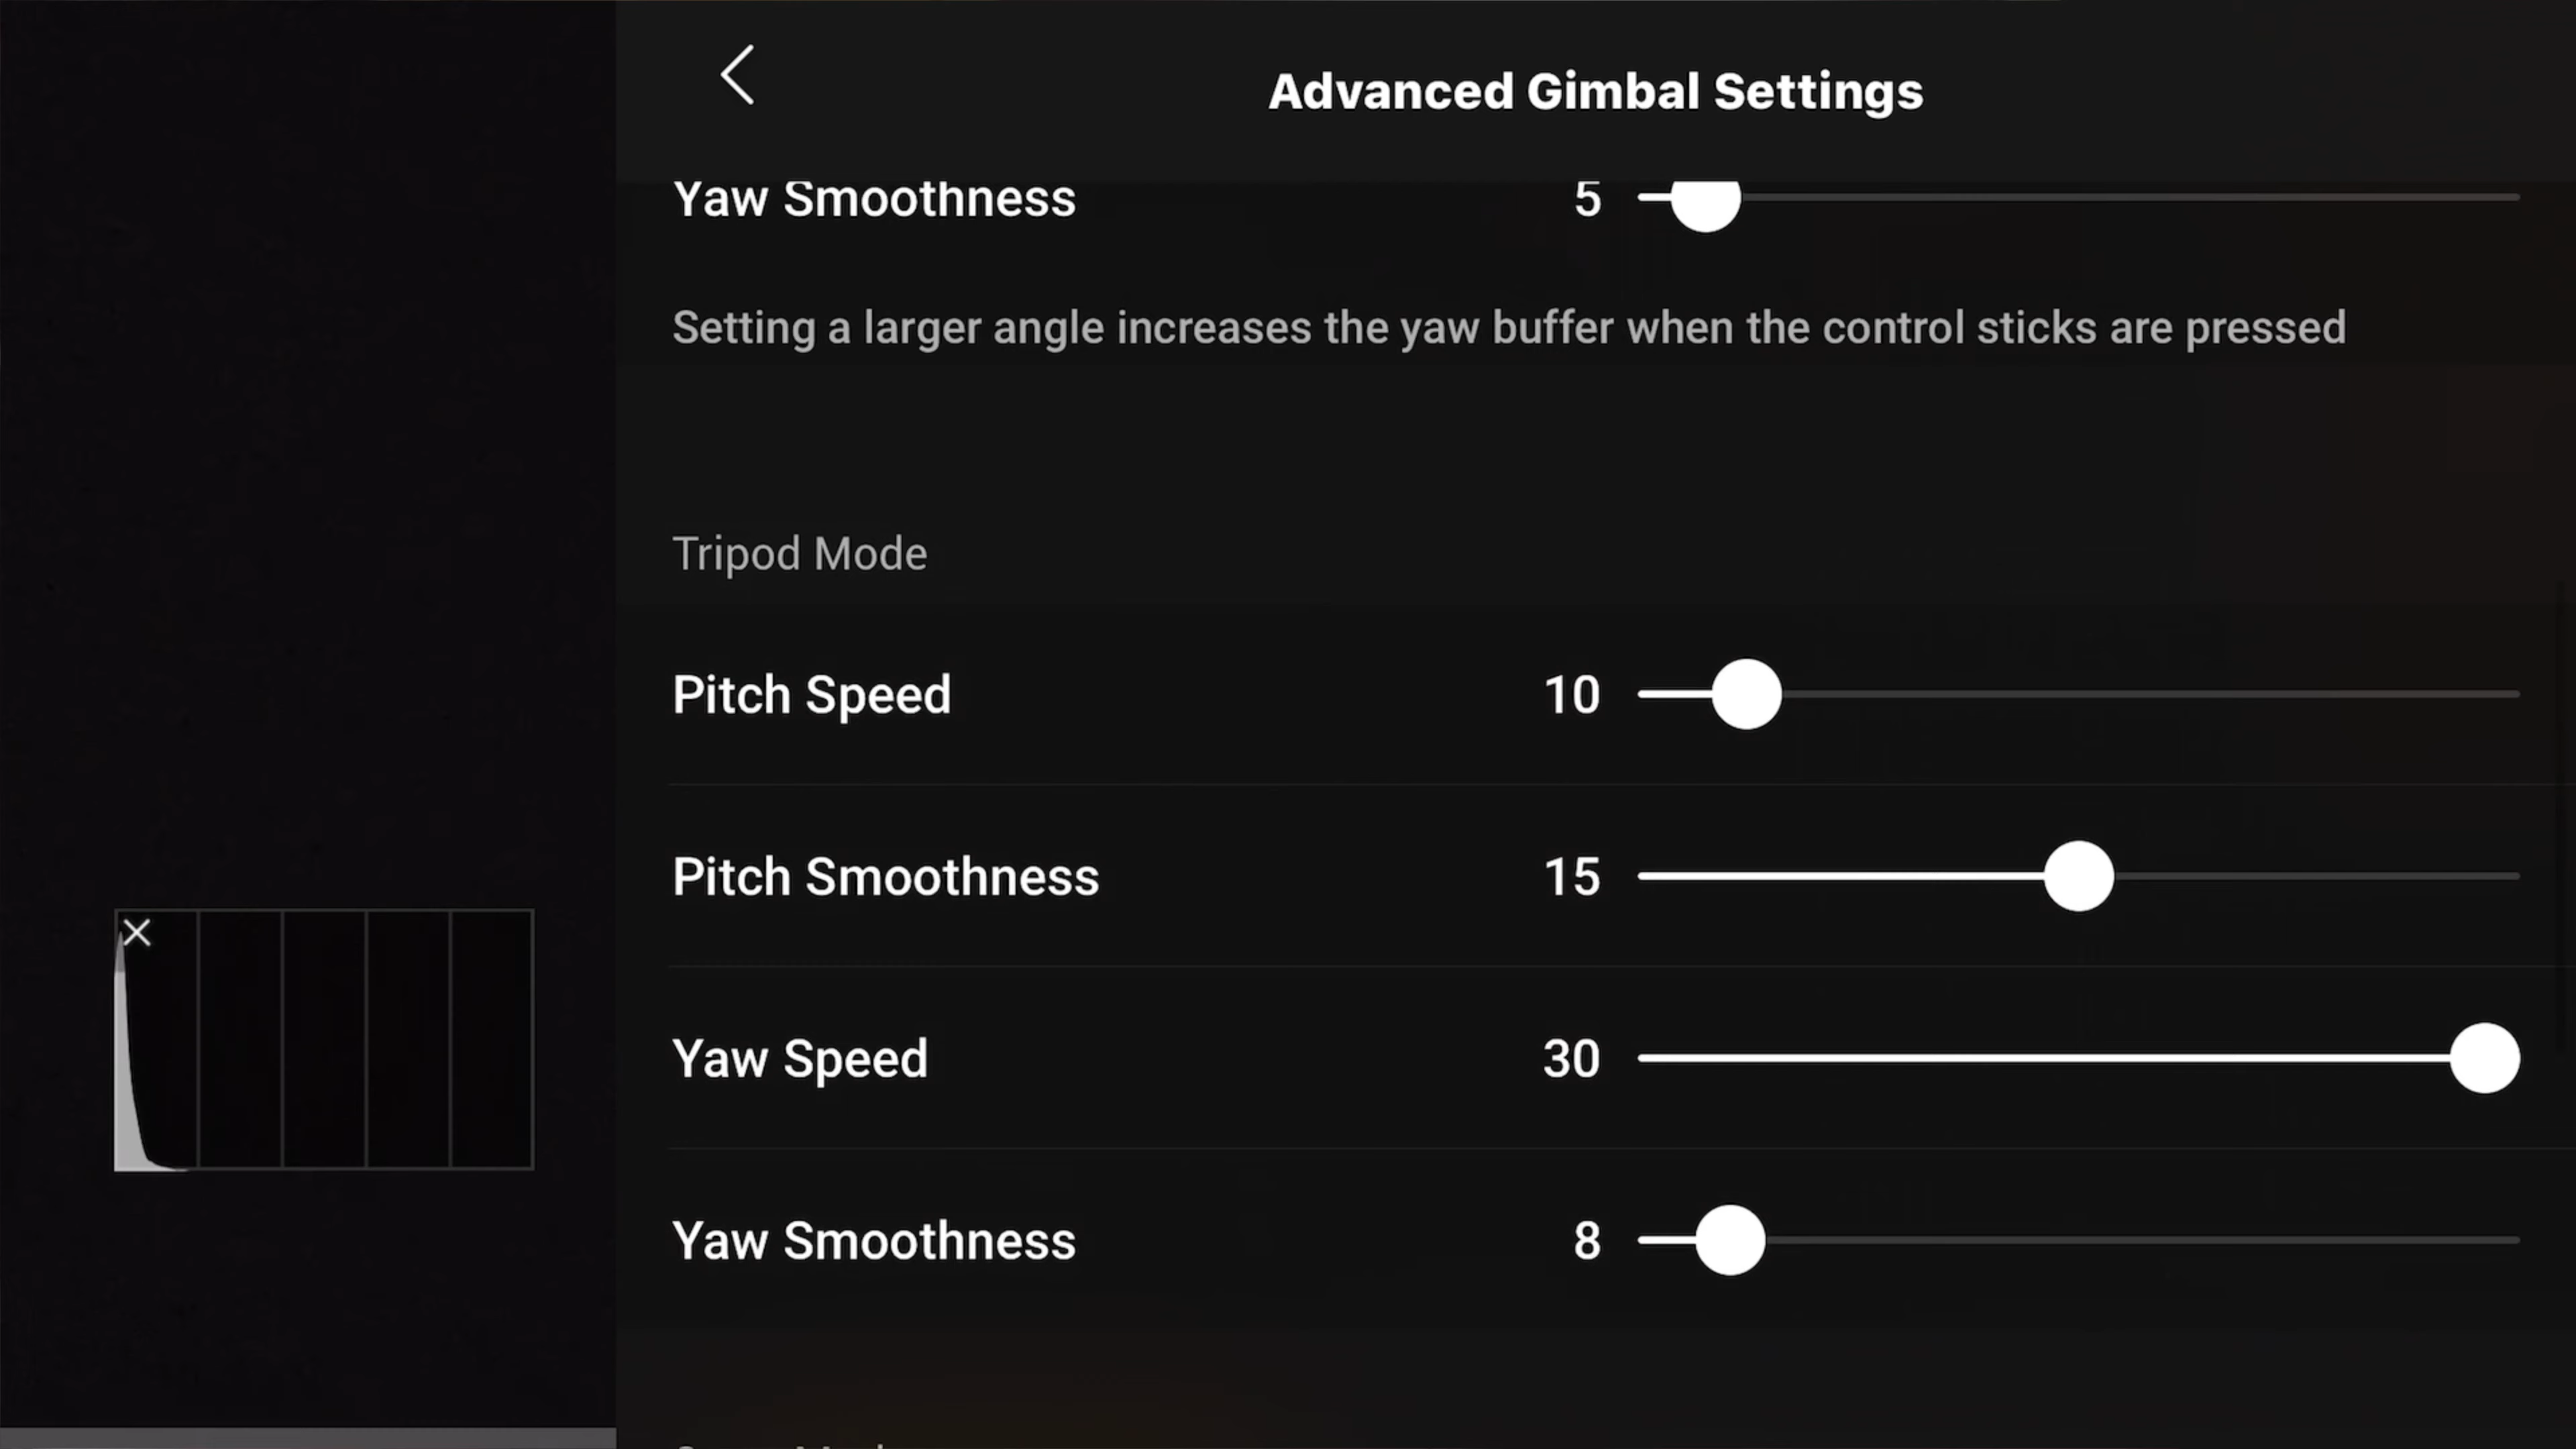 Advanced Gimbal Settings
Yaw Smoothness 5
Setting a larger angle increases the yaw buffer when the control sticks are pressed
Tripod Mode
Pitch Speed 10
Pitch Smoothness 15
Yaw Speed 30
Yaw Smoothness 8